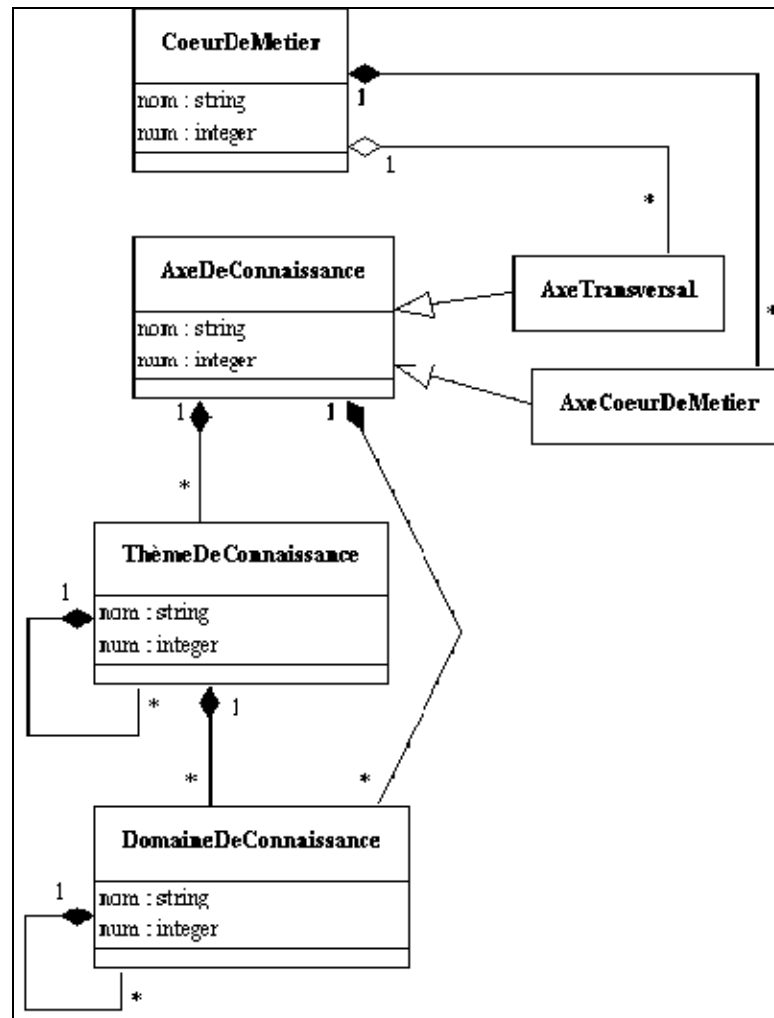 CoeurDeMetier
nom : string
num : integer
1
1
*
*
AxeDeConnaissance
nom : string
num : integer
AxeTransversal
AxeCoeurDeMetier
1
1
*
ThèmeDeConnaissance
1
nom : string
num : integer
*
1
*
*
DomaineDeConnaissance
1
nom : string
num : integer
*